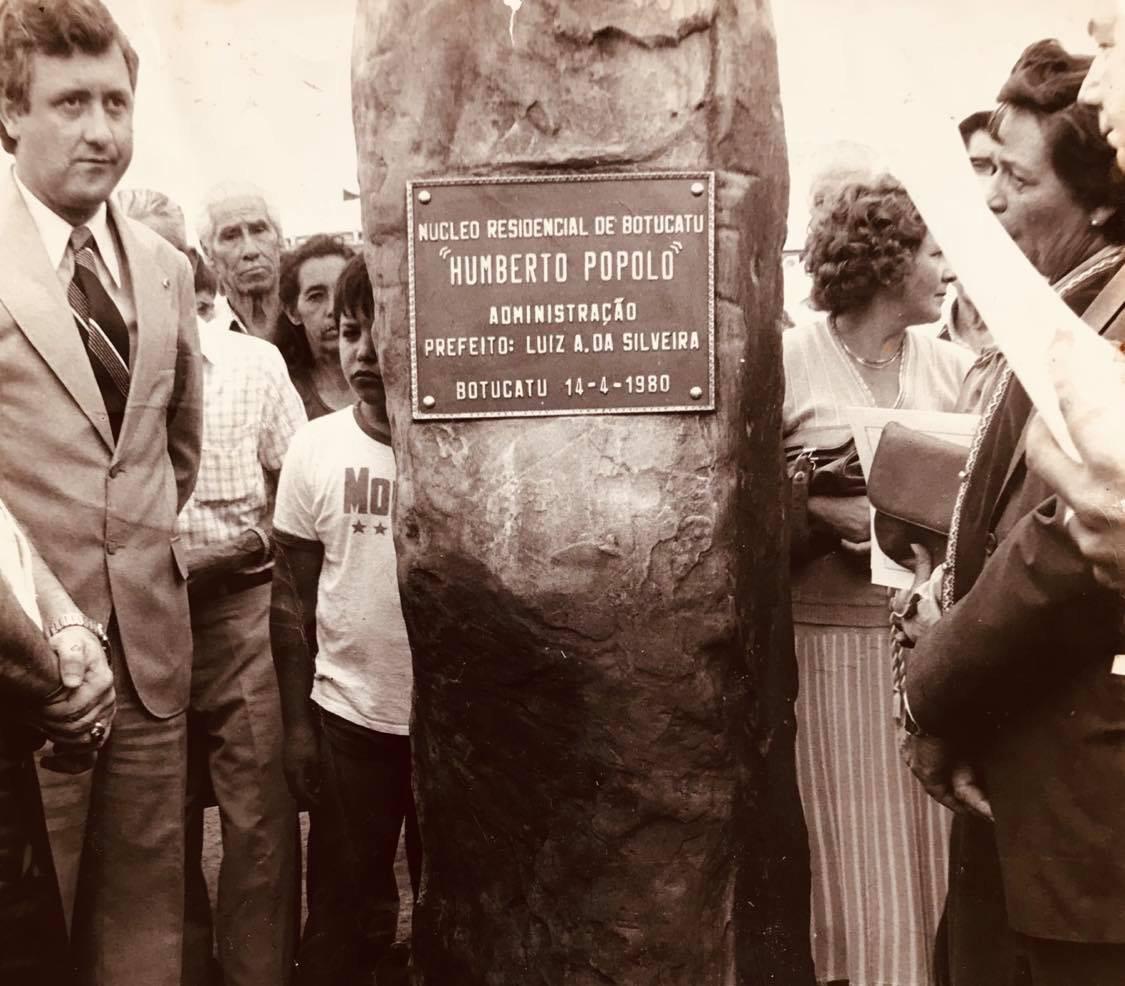 NUCLEO RESIDENCIAL DE BOTUCATU
"HUMBERTO POPOLO"
ADMINISTRAÇÃO
PREFEITO: LUIZ A. DA SILVEIRA
BOTUCATU 14-4-1980